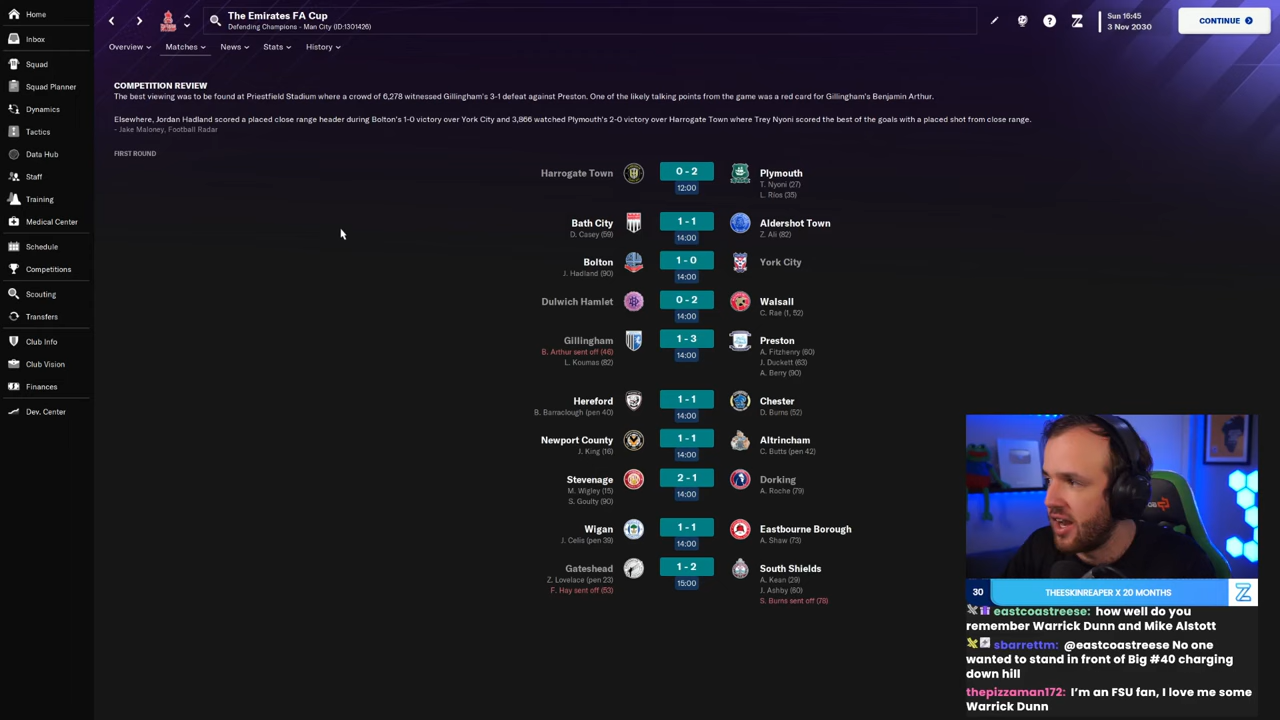 Home
Inbox
Squad
Squad Planner
Dynamics
Tactics
Data Hub
Staff
Training
Medical Center
Schedule
Competitions
Scouting
Transfers
Club Info
Club Vision
Finances
Dev. Center
The Emirates FA Cup
Defending Champions - Man City (ID:1301426)
Sun 16:45
3 Nov 2030
CONTINUE
Overview
Matches
News
Stats
History
COMPETITION REVIEW
The best viewing was to be found at Priestfield Stadium where a crowd of 6,278 witnessed Gillingham's 3-1 defeat against Preston. One of the likely talking points from the game was a red card for Gillingham's Benjamin Arthur.
Elsewhere, Jordan Hadland scored a placed close range header during Bolton's 1-0 victory over York City and 3,866 watched Plymouth's 2-0 victory over Harrogate Town where Trey Nyoni scored the best of the goals with a placed shot from close range.
- Jake Maloney, Football Radar
FIRST ROUND
Harrogate Town 0 - 2 Plymouth
12:00 T. Nyoni (27)
L. Rios (35)
Bath City 1 - 1 Aldershot Town
D. Casey (59) 14:00 Z. Ali (82)
Bolton 1 - 0 York City
J. Hadland (90) 14:00
Dulwich Hamlet 0 - 2 Walsall
14:00 C. Rae (1, 52)
Gillingham 1 - 3 Preston
B. Arthur sent off (46) 14:00 A. Fitzhenry (60)
L. Koumas (82) J. Duckett (63)
A. Berry (90)
Hereford 1 - 1 Chester
B. Barraclough (pen 40) 14:00 D. Burns (52)
Newport County 1 - 1 Altrincham
J. King (16) 14:00 C. Butts (pen 42)
Stevenage 2 - 1 Dorking
M. Wigley (15) 14:00 A. Roche (79)
S. Goulty (90)
Wigan 1 - 1 Eastbourne Borough
J. Celis (pen 39) 14:00 A. Shaw (73)
Gateshead 1 - 2 South Shields
Z. Lovelace (pen 23) 15:00 A. Kean (29)
F. Hay sent off (53) J. Ashby (60)
S. Burns sent off (78)
30 THEESKINREAPER X 20 MONTHS
eastcoastreese: how well do you
remember Warrick Dunn and Mike Alstott
sbarrettm: @eastcoastreese No one
wanted to stand in front of Big #40 charging
down hill
thepizzaman172: I'm an FSU fan, I love me some
Warrick Dunn